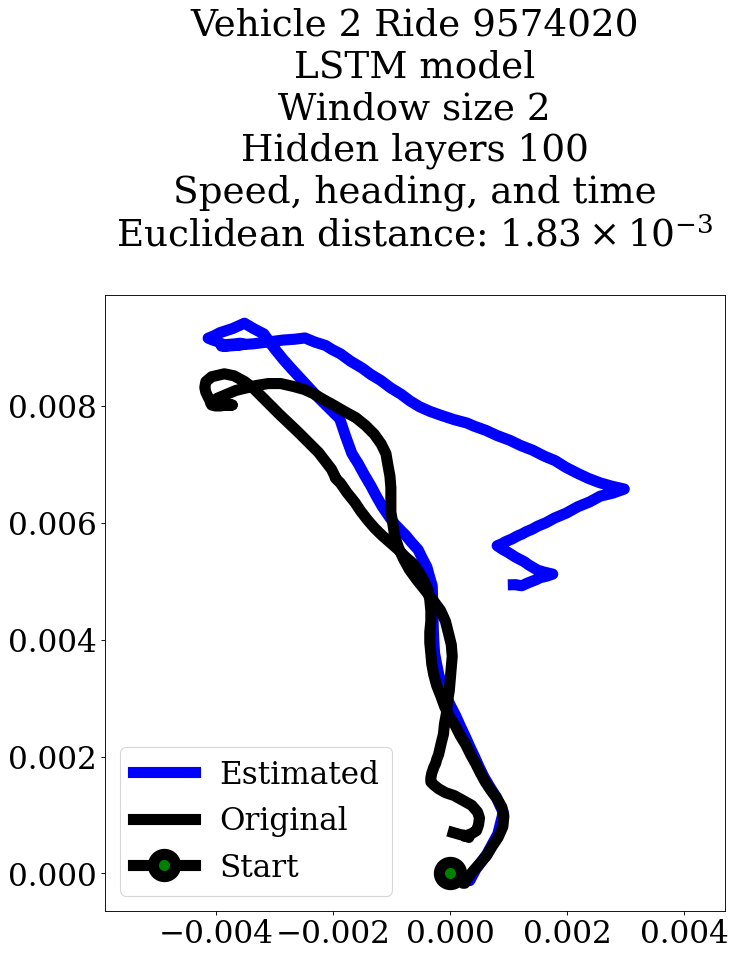 Vehicle 2 Ride 9574020
LSTM model
Window size 2
Hidden layers 100
Speed, heading, and time
Euclidean distance: 1.83 × 10⁻³
0.008
0.006
0.004
0.002
0.000
Estimated
Original
Start
−0.004 −0.002 0.000 0.002 0.004